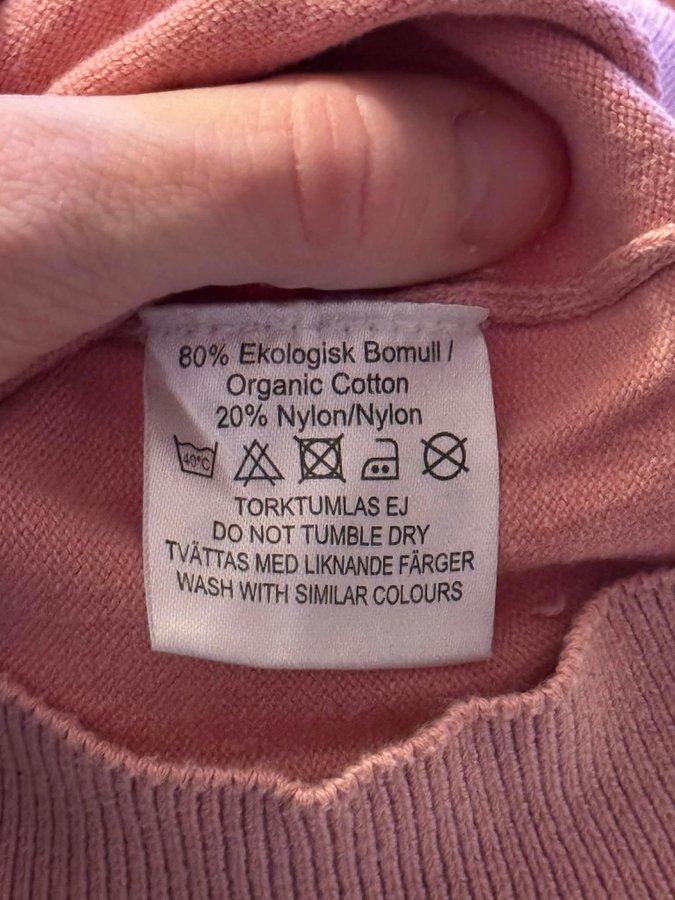 80% Ekologisk Bomull /
Organic Cotton
20% Nylon/Nylon
40°C
TORKTUMLAS EJ
DO NOT TUMBLE DRY
TVÄTTAS MED LIKNANDE FÄRGER
WASH WITH SIMILAR COLOURS